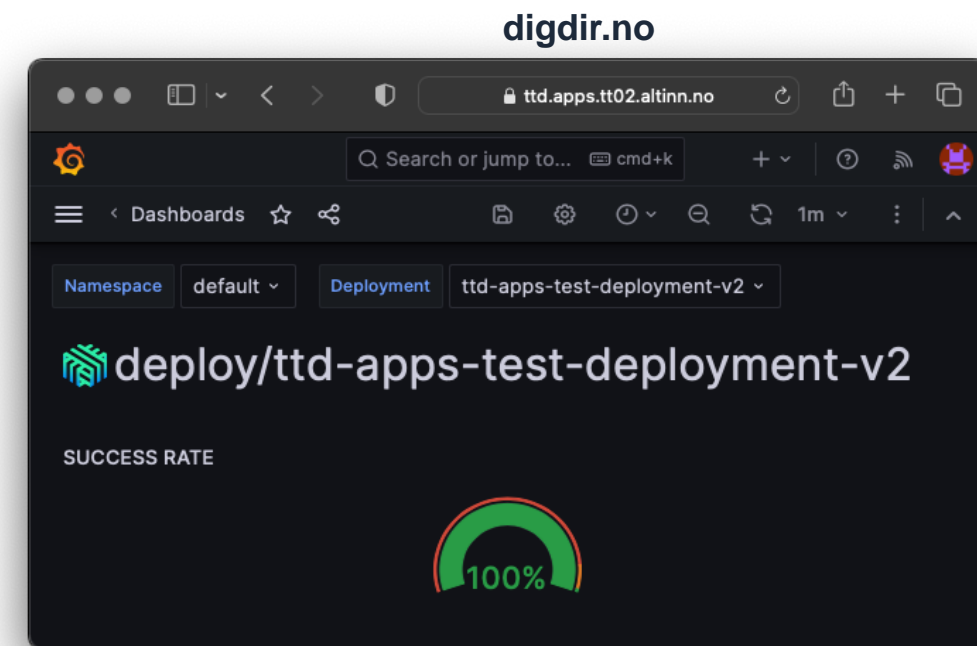 digdir.no
ttd.apps.tt02.altinn.no
Search or jump to... cmd+k
Dashboards 1m
Namespace default Deployment ttd-apps-test-deployment-v2
deploy/ttd-apps-test-deployment-v2
SUCCESS RATE
100%